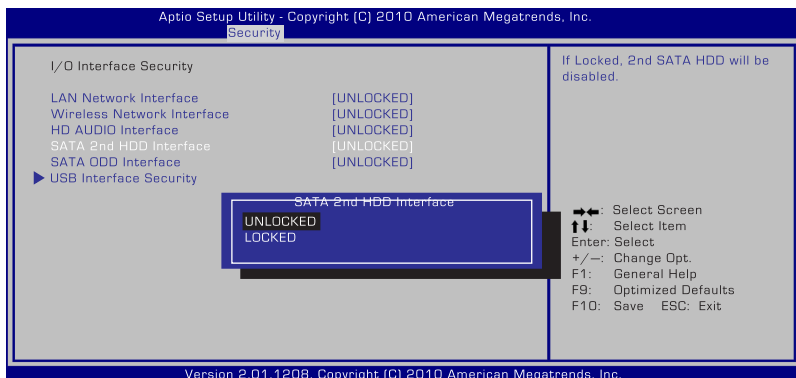 Aptio Setup Utility - Copyright (C) 2010 American Megatrends, Inc.
Security
I/O Interface Security
LAN Network Interface [UNLOCKED]
Wireless Network Interface [UNLOCKED]
HD AUDIO Interface [UNLOCKED]
SATA 2nd HDD Interface [UNLOCKED]
SATA ODD Interface [UNLOCKED]
USB Interface Security
SATA 2nd HDD Interface
UNLOCKED
LOCKED
If Locked, 2nd SATA HDD will be
disabled.
→←: Select Screen
↑↓: Select Item
Enter: Select
+/—: Change Opt.
F1: General Help
F9: Optimized Defaults
F10: Save ESC: Exit
Version 2.01.1208. Copyright (C) 2010 American Megatrends, Inc.